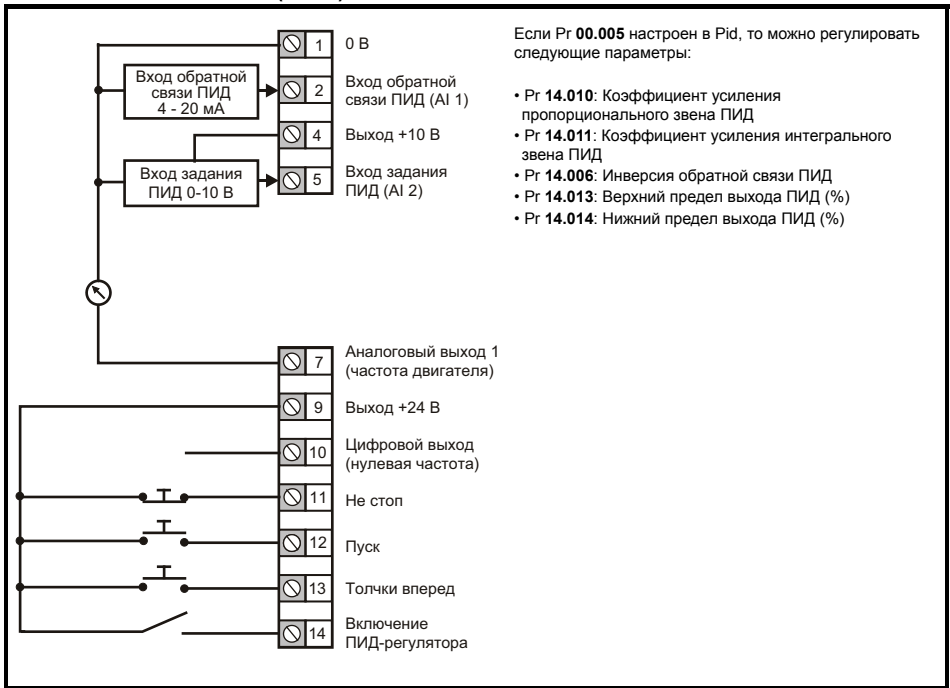 1 0 В
Вход обратной
связи ПИД
4 - 20 мА
2 Вход обратной
связи ПИД (AI 1)
4 Выход +10 В
Вход задания
ПИД 0-10 В
5 Вход задания
ПИД (AI 2)
7 Аналоговый выход 1
(частота двигателя)
9 Выход +24 В
10 Цифровой выход
(нулевая частота)
11 Не стоп
12 Пуск
13 Толчки вперед
14 Включение
ПИД-регулятора
Если Pr 00.005 настроен в Pid, то можно регулировать
следующие параметры:
• Pr 14.010: Коэффициент усиления
пропорционального звена ПИД
• Pr 14.011: Коэффициент усиления интегрального
звена ПИД
• Pr 14.006: Инверсия обратной связи ПИД
• Pr 14.013: Верхний предел выхода ПИД (%)
• Pr 14.014: Нижний предел выхода ПИД (%)